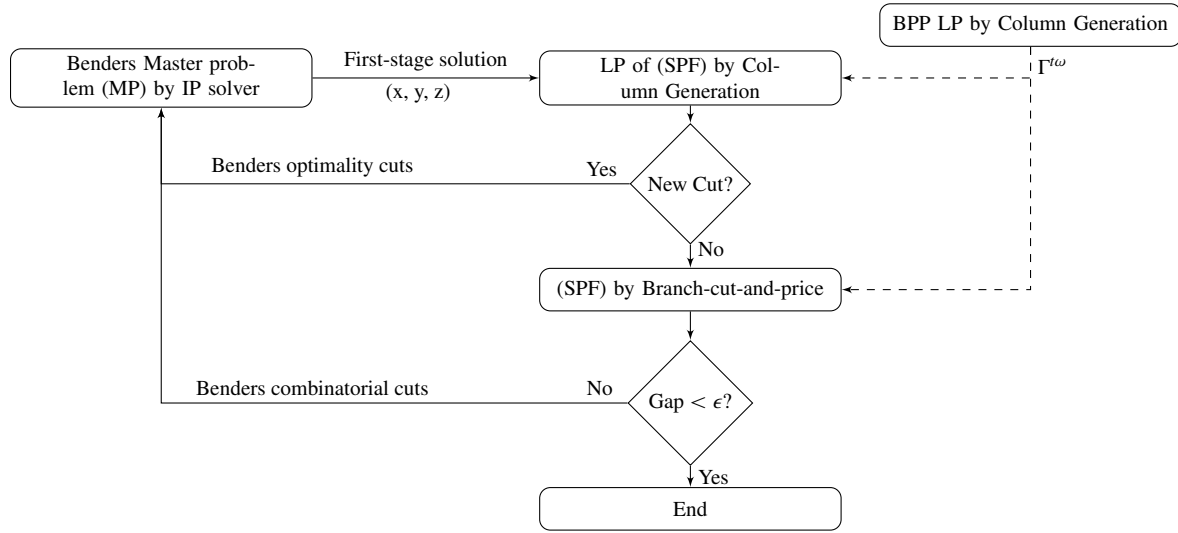 BPP LP by Column Generation
Benders Master prob-
lem (MP) by IP solver
First-stage solution
(x, y, z)
LP of (SPF) by Col-
umn Generation
Γ^{tω}
Benders optimality cuts
Yes
New Cut?
No
(SPF) by Branch-cut-and-price
Benders combinatorial cuts
No
Gap < ϵ?
Yes
End